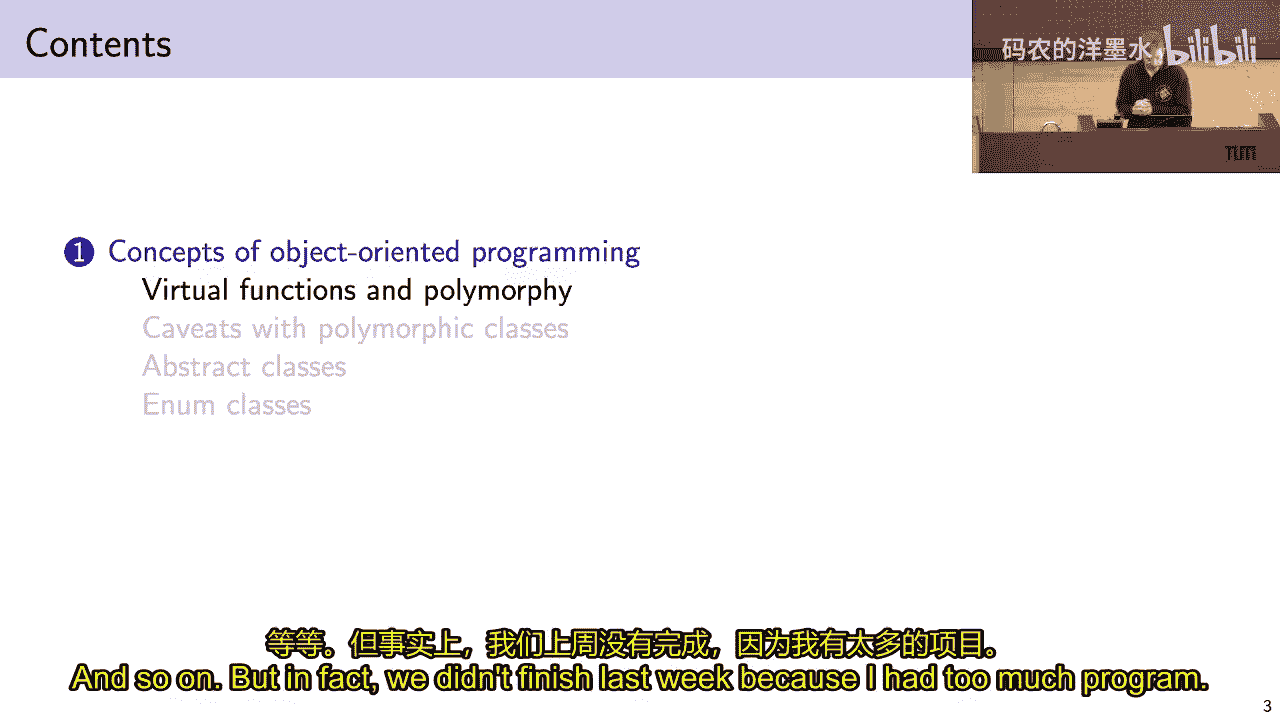 Contents
码农的洋墨水 bilibili
TUM
1 Concepts of object-oriented programming
Virtual functions and polymorphy
Caveats with polymorphic classes
Abstract classes
Enum classes
等等。但事实上，我们上周没有完成，因为我有太多的项目。
And so on. But in fact, we didn't finish last week because I had too much program.
3